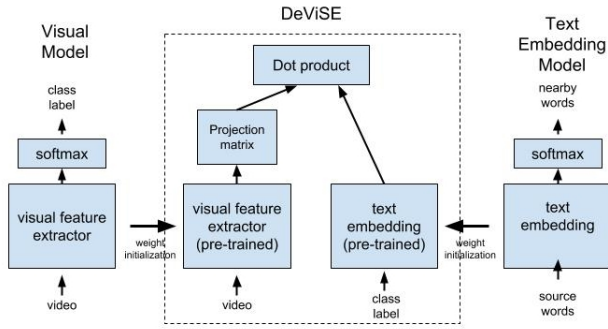 Visual
Model
class
label
softmax
visual feature
extractor
video
weight
initialization
DeViSE
Dot product
Projection
matrix
visual feature
extractor
(pre-trained)
video
text
embedding
(pre-trained)
class
label
weight
initialization
Text
Embedding
Model
nearby
words
softmax
text
embedding
source
words